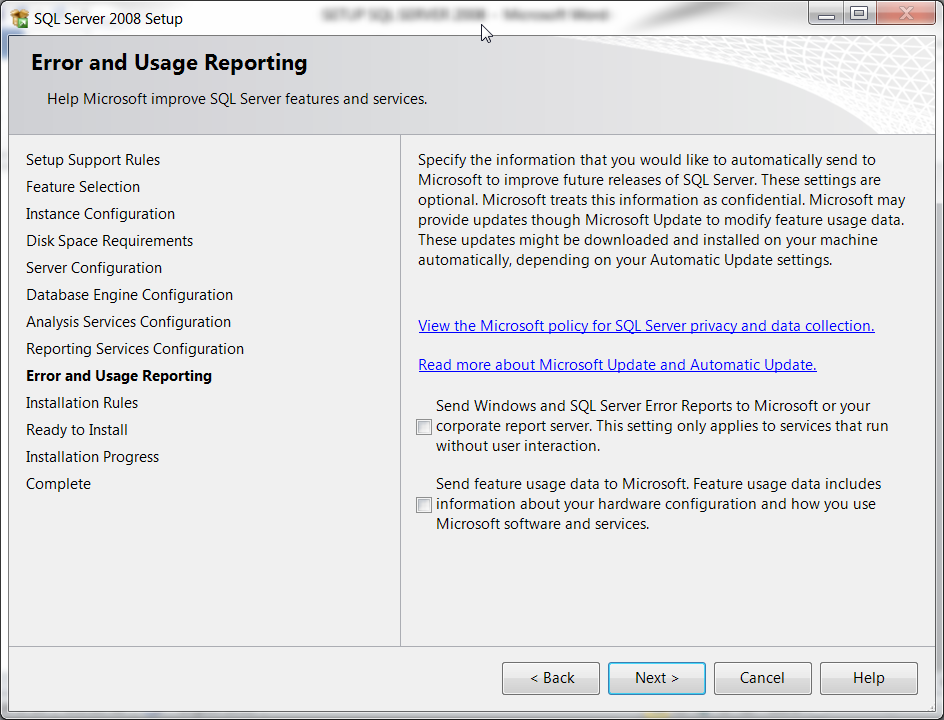 SQL Server 2008 Setup
SETUP SQL SERVER 2008 - Microsoft Word
Error and Usage Reporting
Help Microsoft improve SQL Server features and services.
Setup Support Rules
Feature Selection
Instance Configuration
Disk Space Requirements
Server Configuration
Database Engine Configuration
Analysis Services Configuration
Reporting Services Configuration
Error and Usage Reporting
Installation Rules
Ready to Install
Installation Progress
Complete
Specify the information that you would like to automatically send to
Microsoft to improve future releases of SQL Server. These settings are
optional. Microsoft treats this information as confidential. Microsoft may
provide updates though Microsoft Update to modify feature usage data.
These updates might be downloaded and installed on your machine
automatically, depending on your Automatic Update settings.
View the Microsoft policy for SQL Server privacy and data collection.
Read more about Microsoft Update and Automatic Update.
Send Windows and SQL Server Error Reports to Microsoft or your
corporate report server. This setting only applies to services that run
without user interaction.
Send feature usage data to Microsoft. Feature usage data includes
information about your hardware configuration and how you use
Microsoft software and services.
< Back
Next >
Cancel
Help